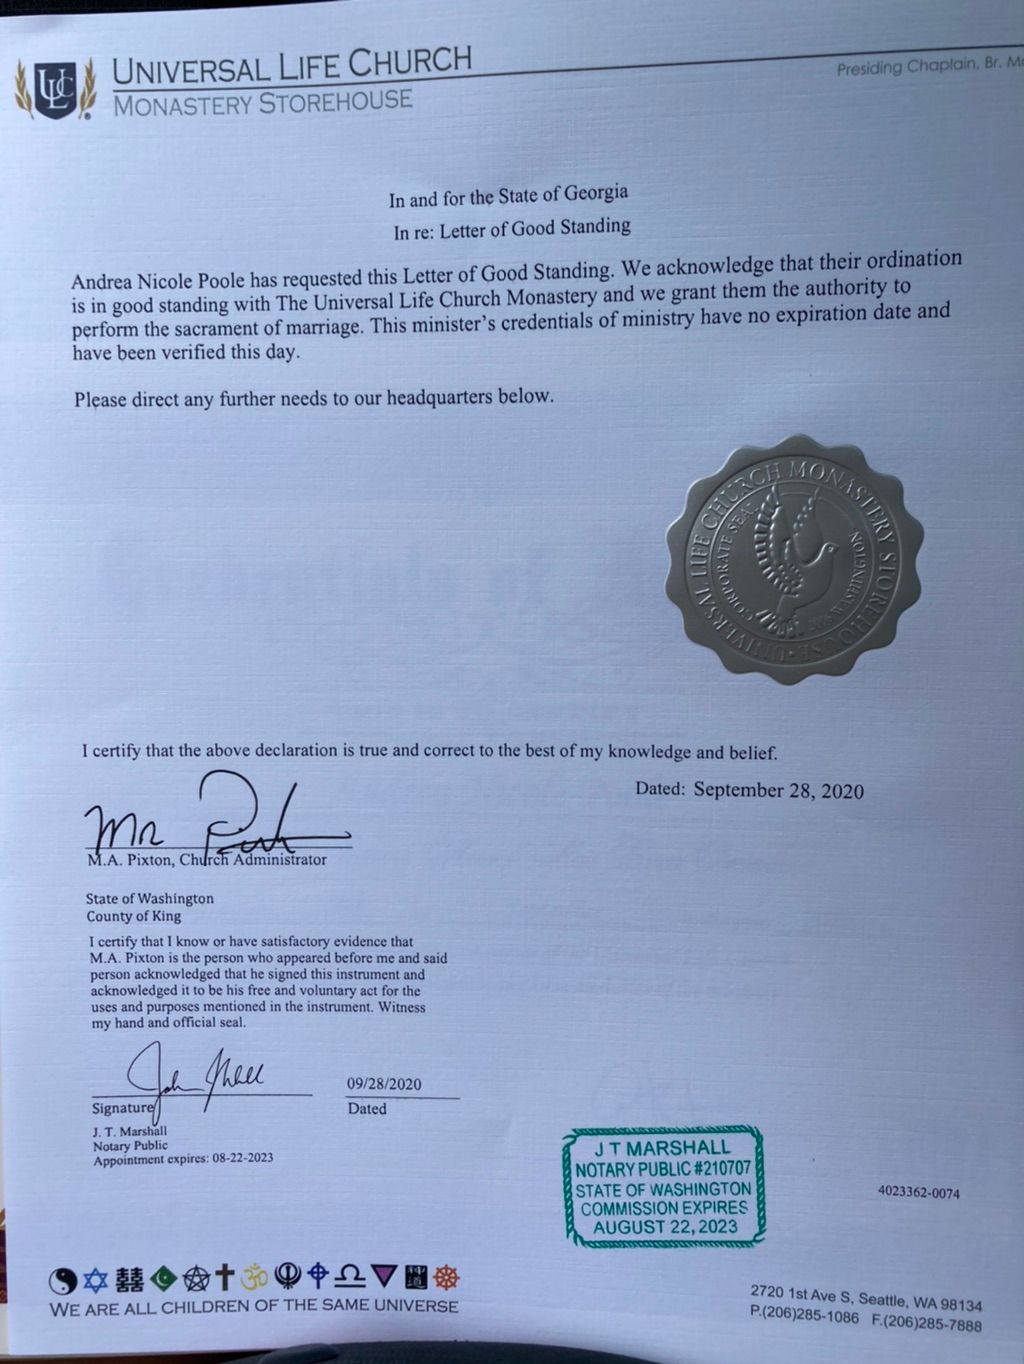 UNIVERSAL LIFE CHURCH
MONASTERY STOREHOUSE
Presiding Chaplain, Br.
ULC
In and for the State of Georgia
In re: Letter of Good Standing
Andrea Nicole Poole has requested this Letter of Good Standing. We acknowledge that their ordination
is in good standing with The Universal Life Church Monastery and we grant them the authority to
perform the sacrament of marriage. This minister's credentials of ministry have no expiration date and
have been verified this day.
Please direct any further needs to our headquarters below.
UNIVERSAL LIFE CHURCH MONASTERY STOREHOUSE
CORPORATE SEAL
WASHINGTON
I certify that the above declaration is true and correct to the best of my knowledge and belief.
Dated: September 28, 2020
M.A. Pixton, Church Administrator
State of Washington
County of King
I certify that I know or have satisfactory evidence that
M.A. Pixton is the person who appeared before me and said
person acknowledged that he signed this instrument and
acknowledged it to be his free and voluntary act for the
uses and purposes mentioned in the instrument. Witness
my hand and official seal.
09/28/2020
Signature
Dated
J. T. Marshall
Notary Public
Appointment expires: 08-22-2023
J T MARSHALL
NOTARY PUBLIC #210707
STATE OF WASHINGTON
COMMISSION EXPIRES
AUGUST 22, 2023
4023362-0074
WE ARE ALL CHILDREN OF THE SAME UNIVERSE
2720 1st Ave S, Seattle, WA 98134
P.(206)285-1086 F.(206)285-7888